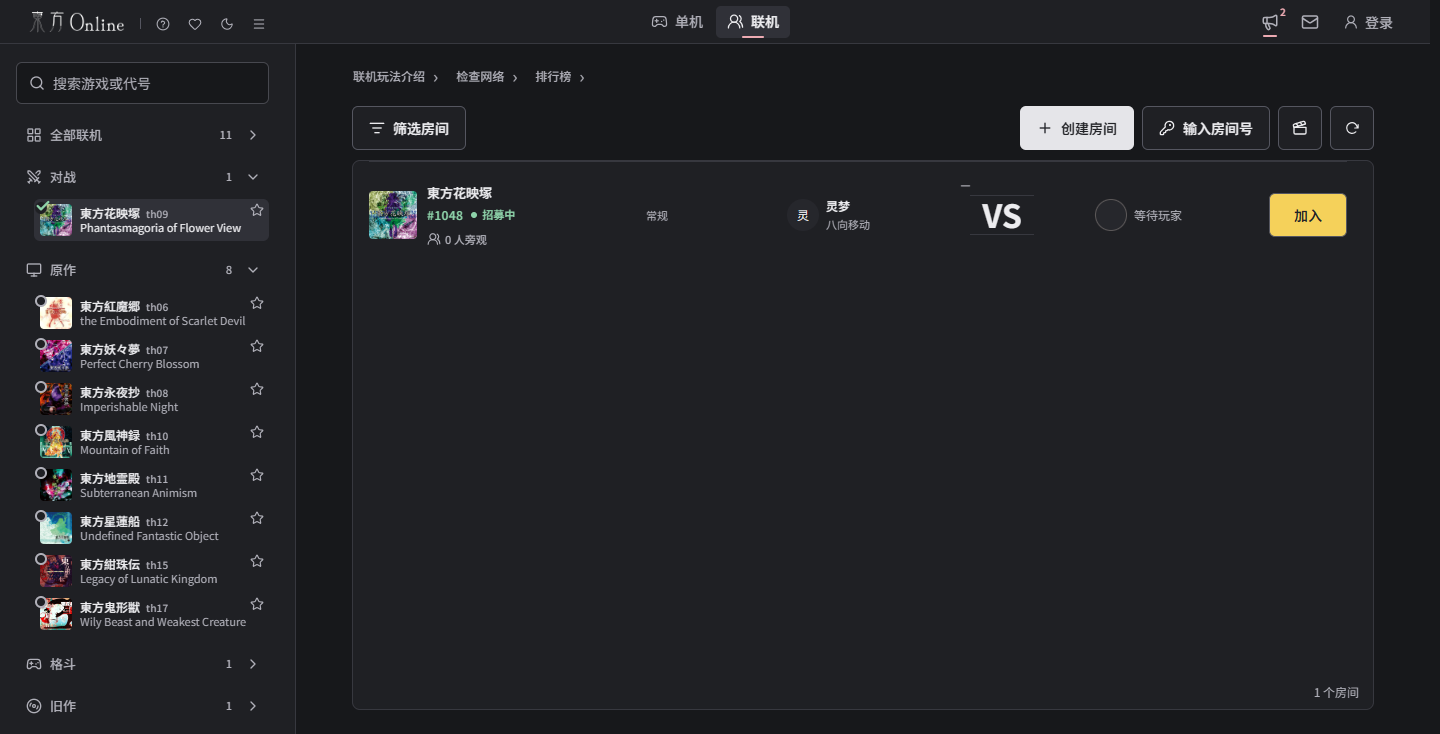 東方Online
单机
联机
2
登录
搜索游戏或代号
全部联机 11
对战 1
東方花映塚 th09
Phantasmagoria of Flower View
原作 8
東方紅魔郷 th06
the Embodiment of Scarlet Devil
東方妖々夢 th07
Perfect Cherry Blossom
東方永夜抄 th08
Imperishable Night
東方風神録 th10
Mountain of Faith
東方地霊殿 th11
Subterranean Animism
東方星蓮船 th12
Undefined Fantastic Object
東方紺珠伝 th15
Legacy of Lunatic Kingdom
東方鬼形獣 th17
Wily Beast and Weakest Creature
格斗 1
旧作 1
联机玩法介绍 › 检查网络 › 排行榜 ›
筛选房间
创建房间
输入房间号
東方花映塚
#1048 ● 招募中
0 人旁观
常规
灵
灵梦
八向移动
–
VS
等待玩家
加入
1 个房间